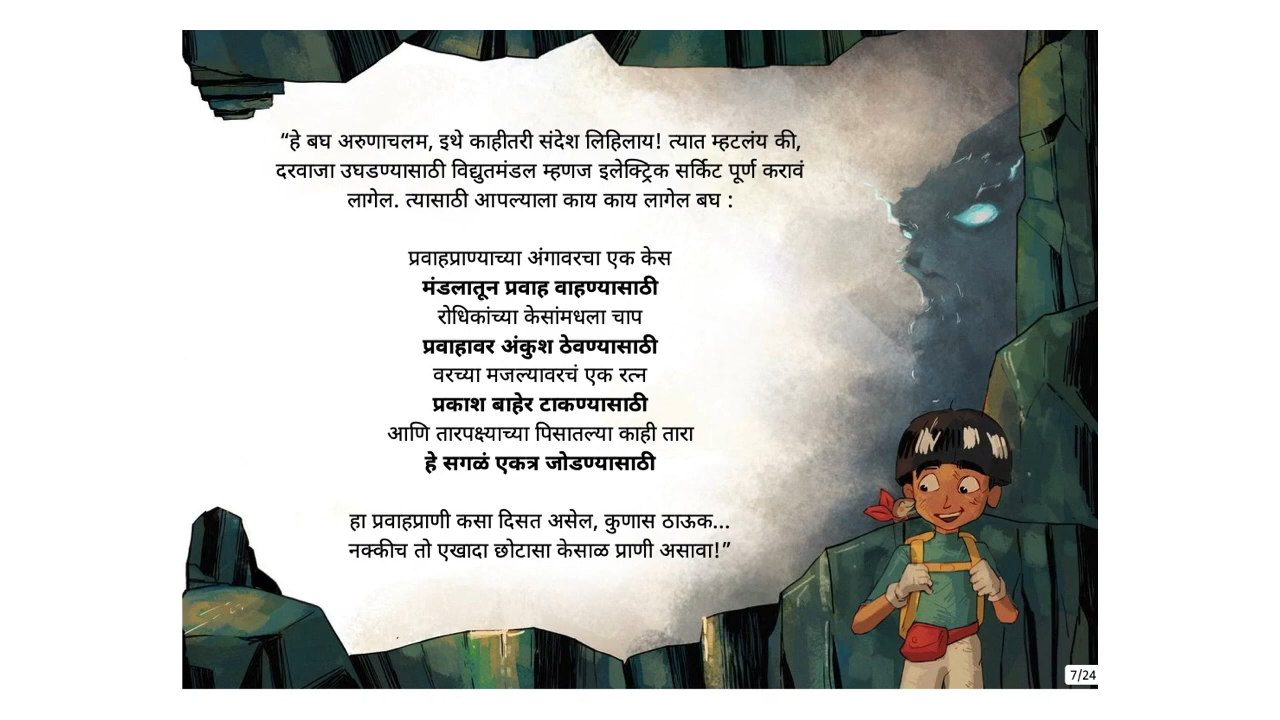 “हे बघ अरुणाचलम, इथे काहीतरी संदेश लिहिलाय! त्यात म्हटलंय की,
दरवाजा उघडण्यासाठी विद्युतमंडल म्हणज इलेक्ट्रिक सर्किट पूर्ण करावं
लागेल. त्यासाठी आपल्याला काय काय लागेल बघ :
प्रवाहप्राण्याच्या अंगावरचा एक केस
मंडलातून प्रवाह वाहण्यासाठी
रोधिकांच्या केसांमधला चाप
प्रवाहावर अंकुश ठेवण्यासाठी
वरच्या मजल्यावरचं एक रत्न
प्रकाश बाहेर टाकण्यासाठी
आणि तारपक्ष्याच्या पिसातल्या काही तारा
हे सगळं एकत्र जोडण्यासाठी
हा प्रवाहप्राणी कसा दिसत असेल, कुणास ठाऊक...
नक्कीच तो एखादा छोटासा केसाळ प्राणी असावा!”
7/24